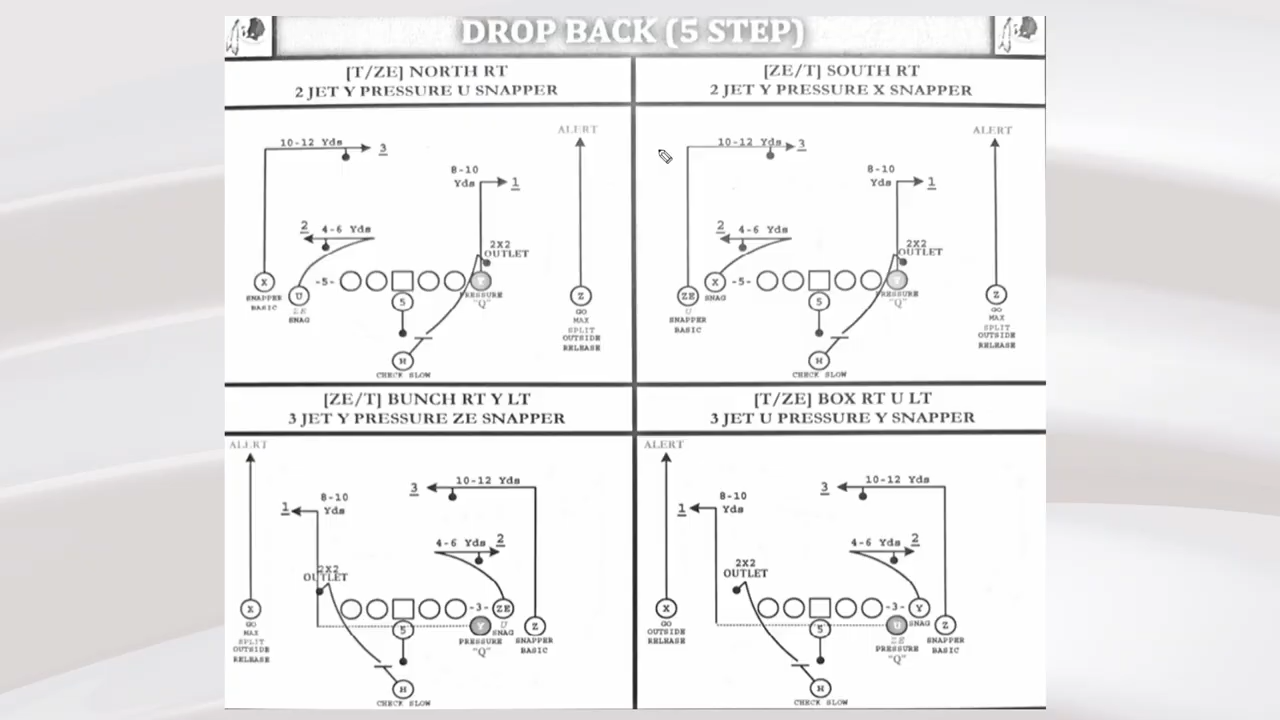 DROP BACK (5 STEP)
[T/ZE] NORTH RT
2 JET Y PRESSURE U SNAPPER
ALERT
10-12 Yds
3
8-10
Yds
1
2
4-6 Yds
2X2
OUTLET
X
U
-5-
Y
Z
SNAPPER
BASIC
ZE
SNAG
5
PRESSURE
"Q"
GO
MAX
SPLIT
OUTSIDE
RELEASE
H
CHECK SLOW
[ZE/T] SOUTH RT
2 JET Y PRESSURE X SNAPPER
ALERT
10-12 Yds
3
8-10
Yds
1
2
4-6 Yds
2X2
OUTLET
ZE
X
-5-
Y
Z
U
SNAPPER
BASIC
SNAG
5
PRESSURE
"Q"
GO
MAX
SPLIT
OUTSIDE
RELEASE
H
CHECK SLOW
[ZE/T] BUNCH RT Y LT
3 JET Y PRESSURE ZE SNAPPER
ALERT
3
10-12 Yds
1
8-10
Yds
4-6 Yds
2
2X2
OUTLET
X
-3-
ZE
Y
Z
GO
MAX
SPLIT
OUTSIDE
RELEASE
5
U
SNAG
PRESSURE
"Q"
SNAPPER
BASIC
H
CHECK SLOW
[T/ZE] BOX RT U LT
3 JET U PRESSURE Y SNAPPER
ALERT
3
10-12 Yds
1
8-10
Yds
4-6 Yds
2
2X2
OUTLET
X
-3-
Y
U
Z
GO
OUTSIDE
RELEASE
5
SNAG
ZE
PRESSURE
"Q"
SNAPPER
BASIC
H
CHECK SLOW